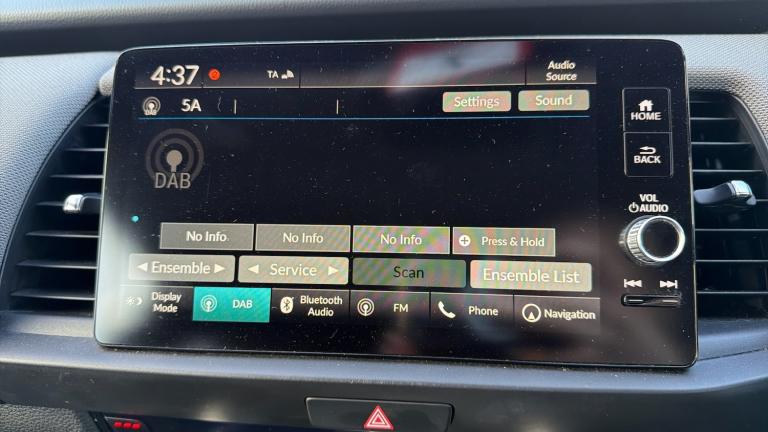 4:37 TA Audio
Source
DAB 5A | | Settings Sound
HOME
DAB
BACK
VOL
AUDIO
No Info No Info No Info Press & Hold
Ensemble Service Scan Ensemble List
Display
Mode DAB Bluetooth
Audio FM Phone Navigation